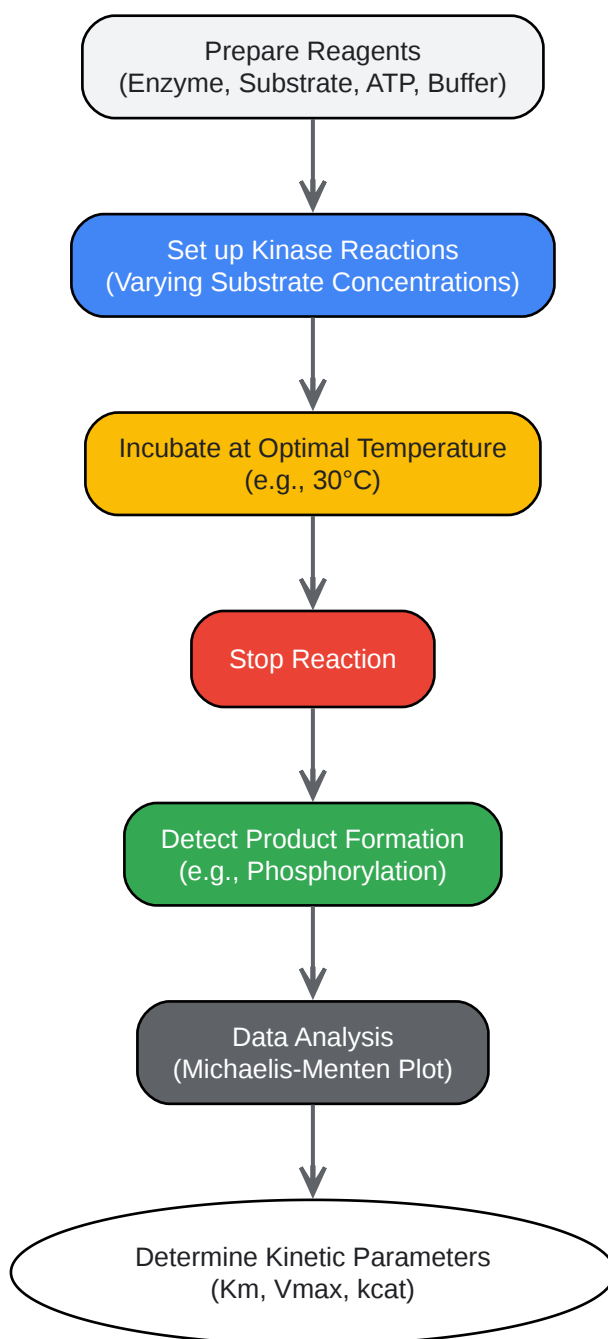 Prepare Reagents
(Enzyme, Substrate, ATP, Buffer)
Set up Kinase Reactions
(Varying Substrate Concentrations)
Incubate at Optimal Temperature
(e.g., 30°C)
Stop Reaction
Detect Product Formation
(e.g., Phosphorylation)
Data Analysis
(Michaelis-Menten Plot)
Determine Kinetic Parameters
(Km, Vmax, kcat)